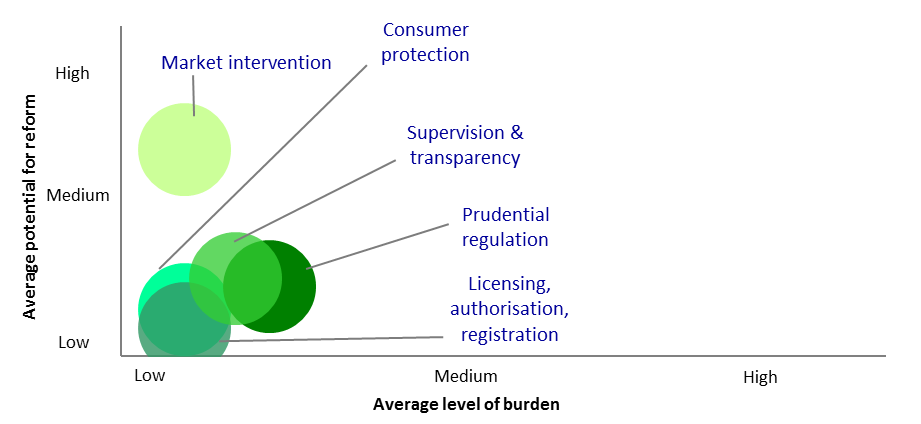 Consumer
protection
Market intervention
High
Supervision &
transparency
Average potential for reform
Medium
Prudential
regulation
Licensing,
authorisation,
registration
Low
Low
Medium
High
Average level of burden